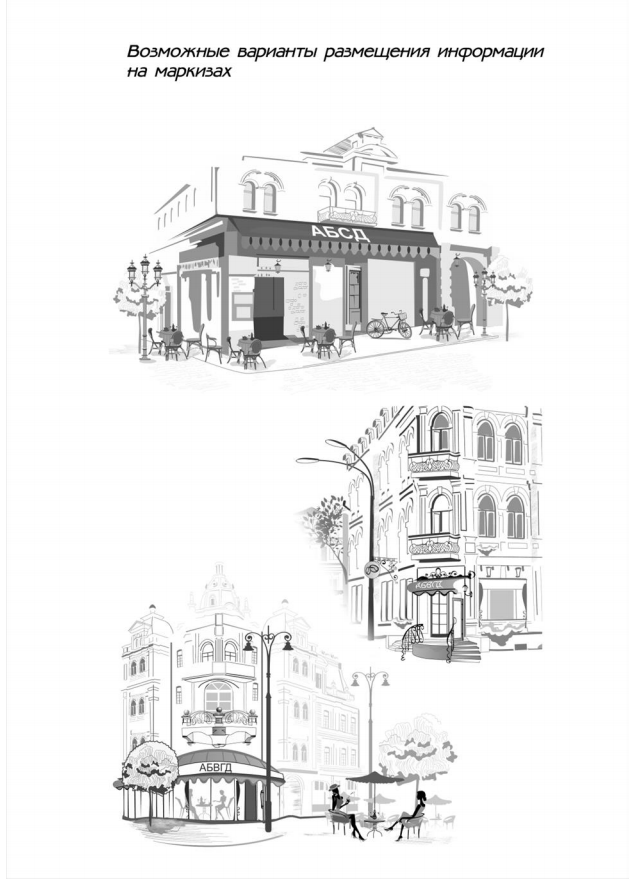 Возможные варианты размещения информации
на маркизах
АБСД
АБВГД
АБВГД